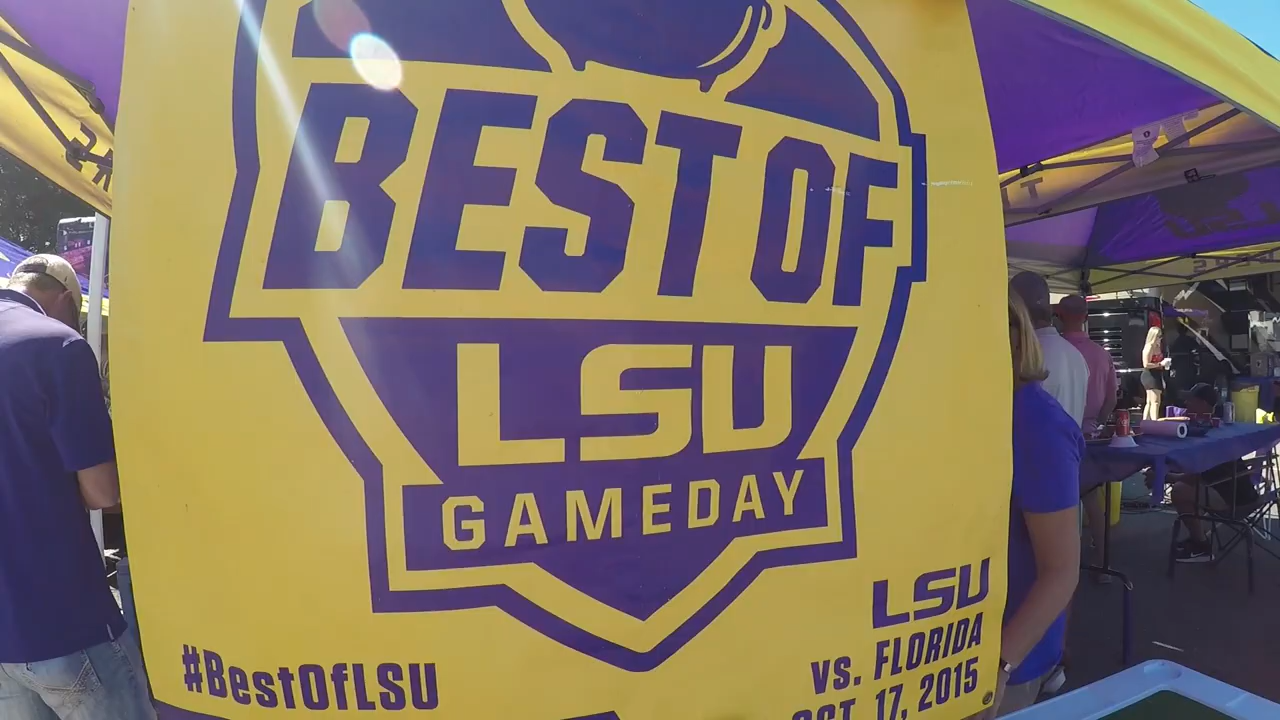 BEST OF
LSU
GAMEDAY
#BestOfLSU
LSU
VS. FLORIDA
OCT. 17, 2015